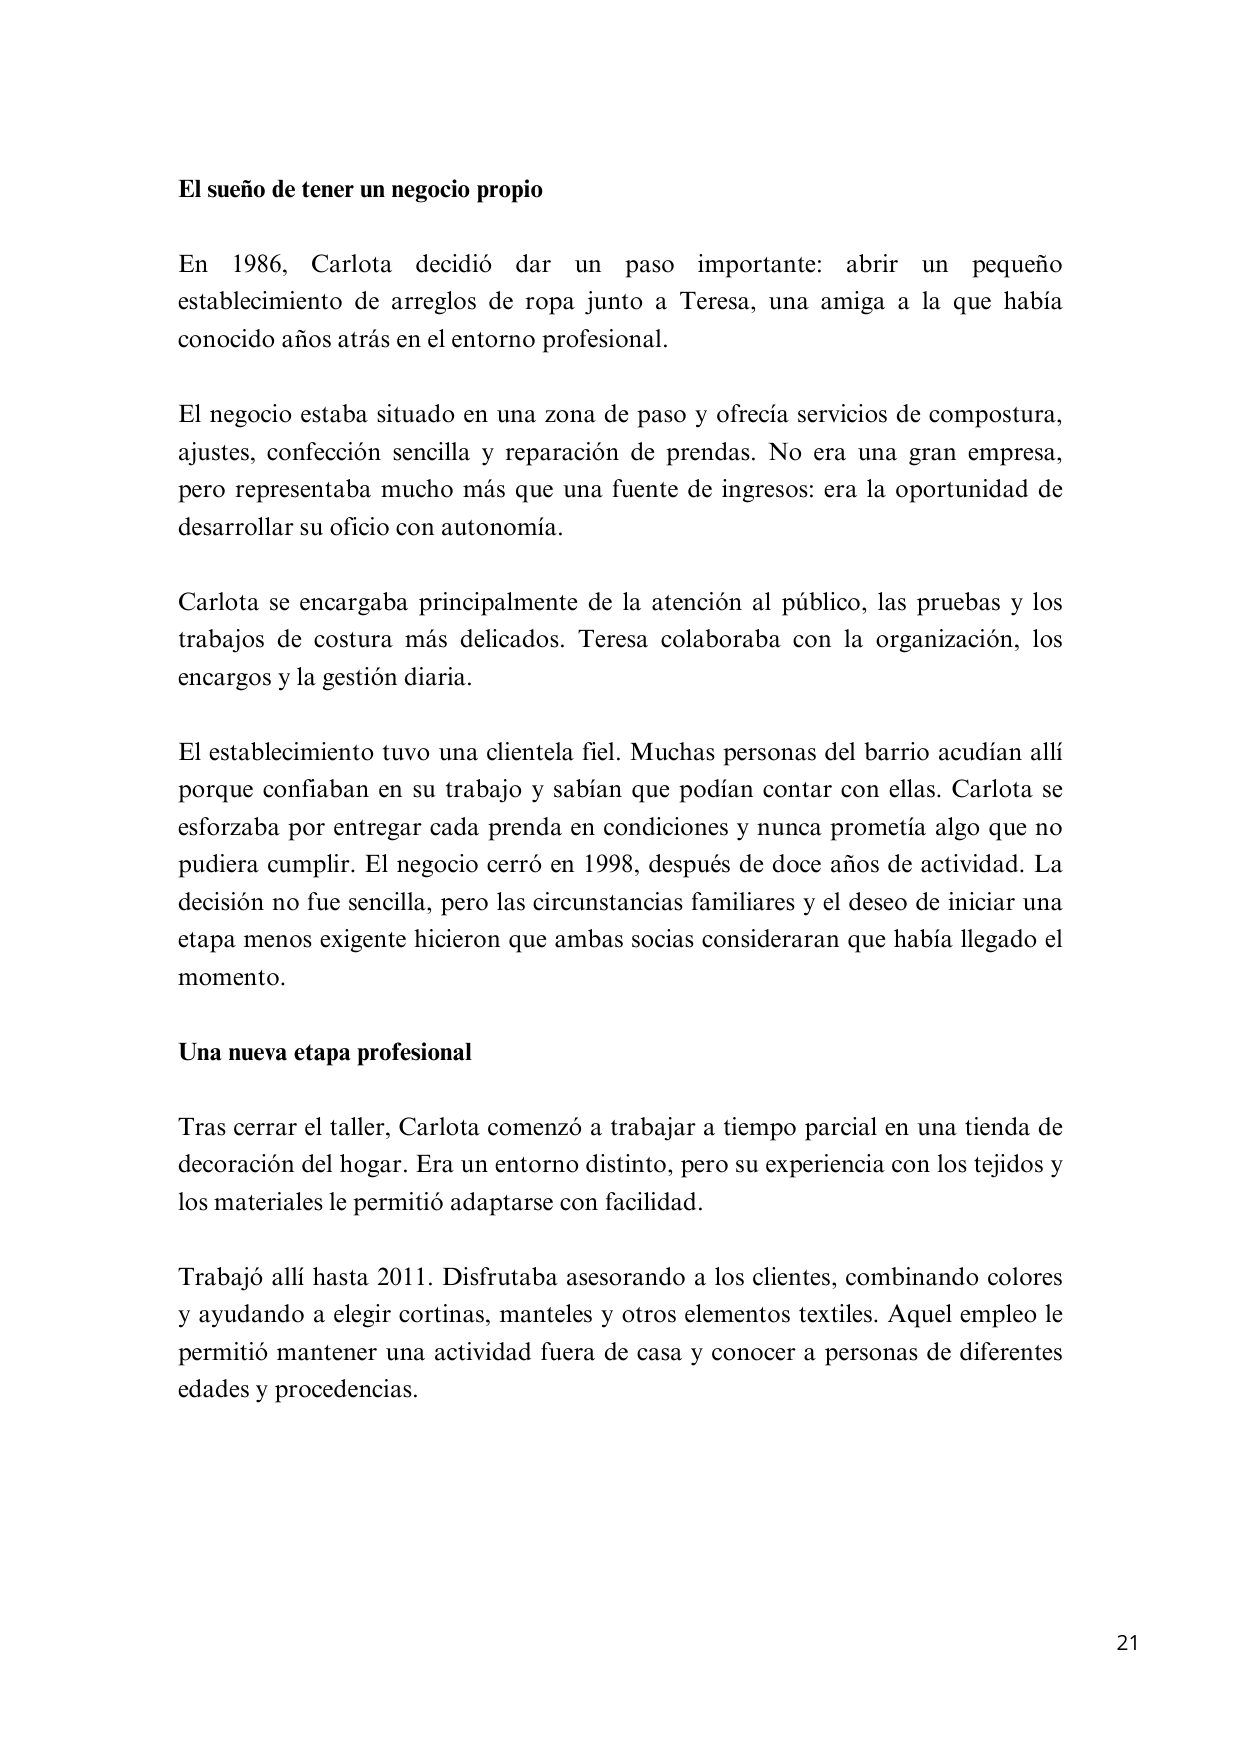 El sueño de tener un negocio propio
En 1986, Carlota decidió dar un paso importante: abrir un pequeño
establecimiento de arreglos de ropa junto a Teresa, una amiga a la que había
conocido años atrás en el entorno profesional.
El negocio estaba situado en una zona de paso y ofrecía servicios de compostura,
ajustes, confección sencilla y reparación de prendas. No era una gran empresa,
pero representaba mucho más que una fuente de ingresos: era la oportunidad de
desarrollar su oficio con autonomía.
Carlota se encargaba principalmente de la atención al público, las pruebas y los
trabajos de costura más delicados. Teresa colaboraba con la organización, los
encargos y la gestión diaria.
El establecimiento tuvo una clientela fiel. Muchas personas del barrio acudían allí
porque confiaban en su trabajo y sabían que podían contar con ellas. Carlota se
esforzaba por entregar cada prenda en condiciones y nunca prometía algo que no
pudiera cumplir. El negocio cerró en 1998, después de doce años de actividad. La
decisión no fue sencilla, pero las circunstancias familiares y el deseo de iniciar una
etapa menos exigente hicieron que ambas socias consideraran que había llegado el
momento.
Una nueva etapa profesional
Tras cerrar el taller, Carlota comenzó a trabajar a tiempo parcial en una tienda de
decoración del hogar. Era un entorno distinto, pero su experiencia con los tejidos y
los materiales le permitió adaptarse con facilidad.
Trabajó allí hasta 2011. Disfrutaba asesorando a los clientes, combinando colores
y ayudando a elegir cortinas, manteles y otros elementos textiles. Aquel empleo le
permitió mantener una actividad fuera de casa y conocer a personas de diferentes
edades y procedencias.
21